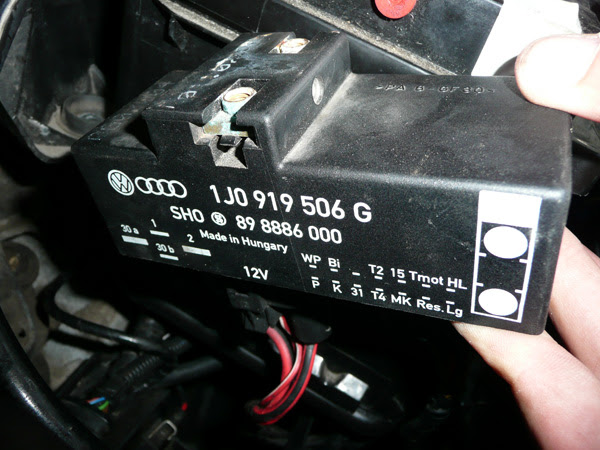 1J0 919 506 G
SHO 89 8886 000
Made in Hungary
30 a 1
30 b 2
12V
WP Bi - T2 15 Tmot HL
P K 31 T4 MK Res. Lg